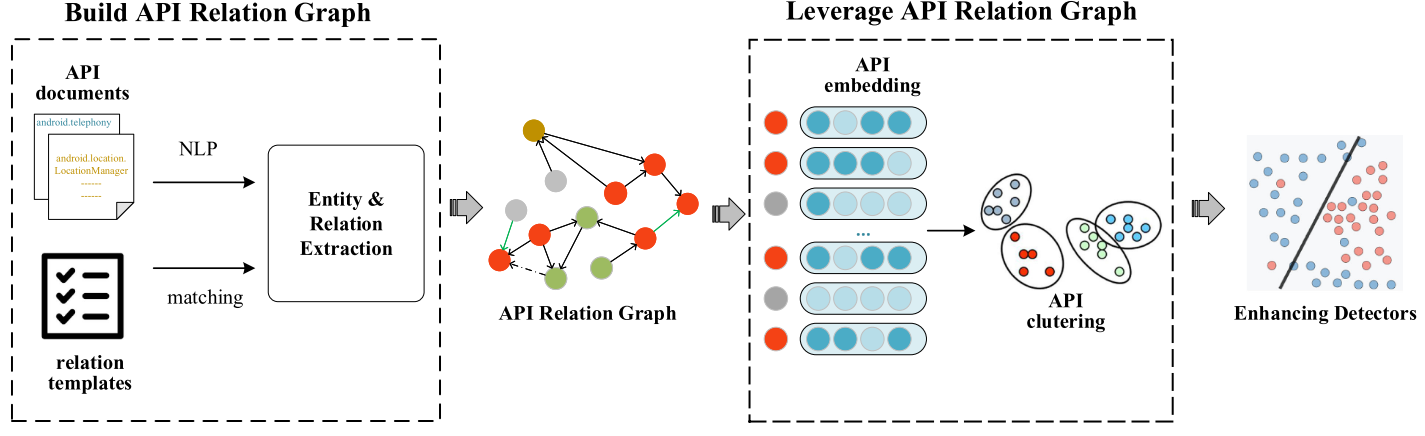 Build API Relation Graph
API
documents
android.telephony
android.location.
LocationManager
------
------
NLP
matching
relation
templates
Entity &
Relation
Extraction
API Relation Graph
Leverage API Relation Graph
API
embedding
...
API
clutering
Enhancing Detectors